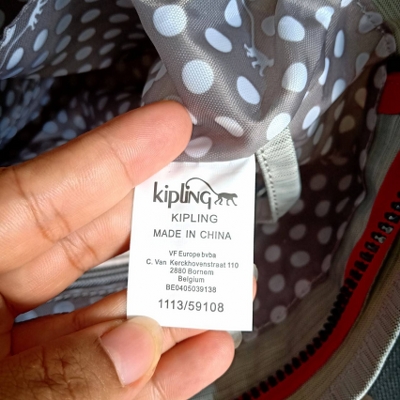 kipling
KIPLING
MADE IN CHINA
VF Europe bvba
C. Van Kerckhovenstraat 110
2880 Bornem
Belgium
BE0405039138
1113/59108